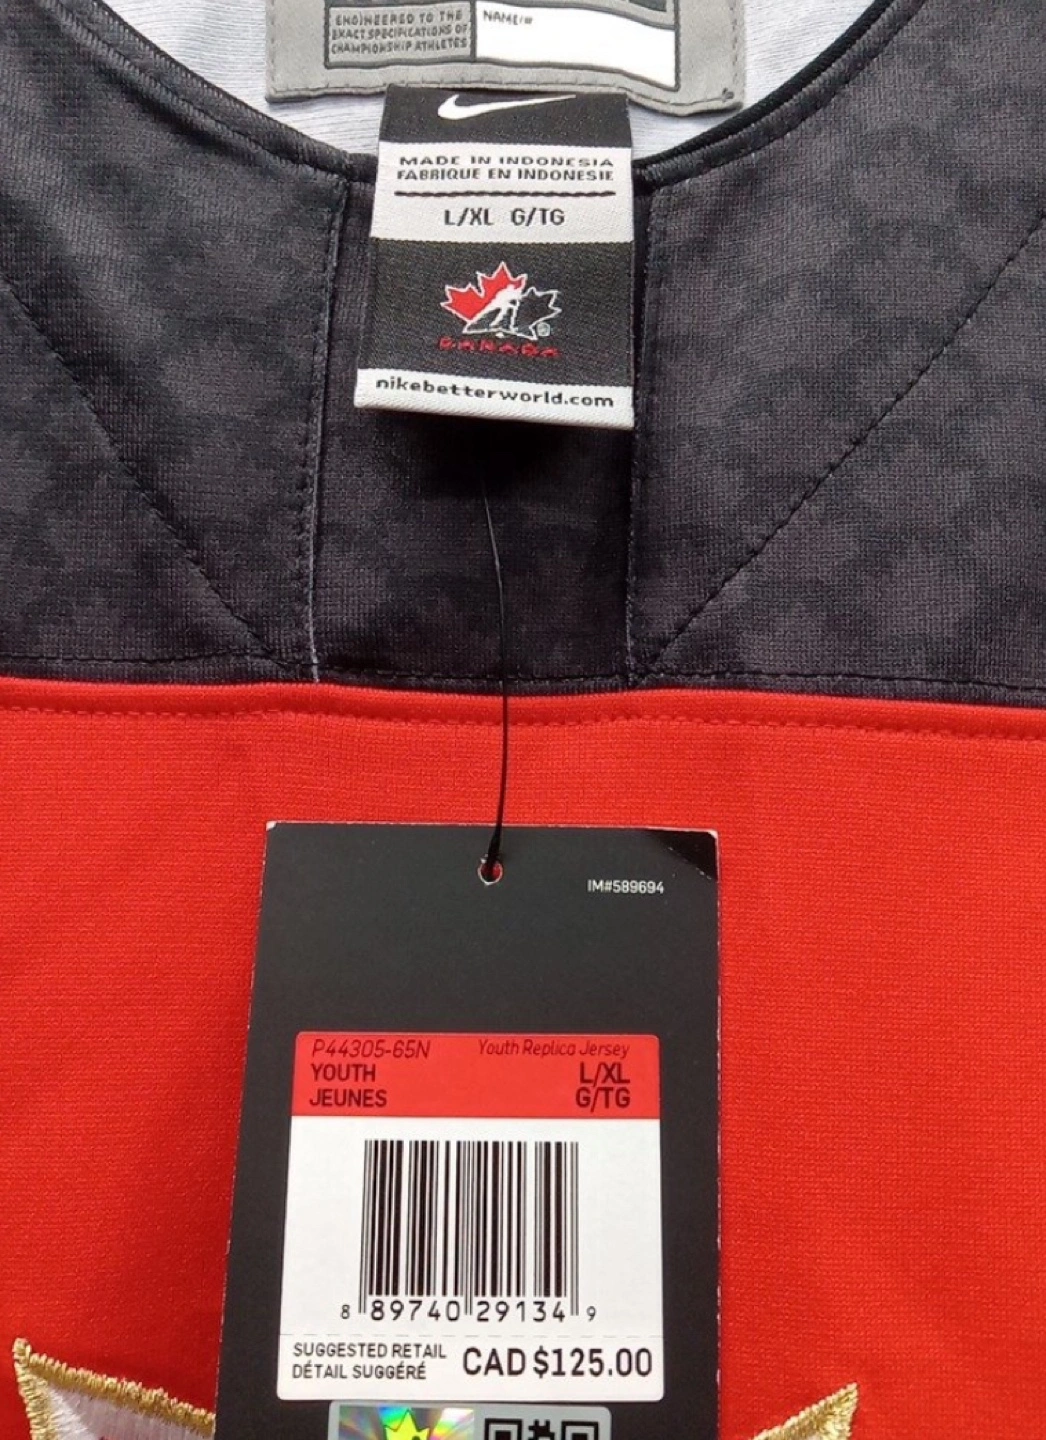 ENGINEERED TO THE
EXACT SPECIFICATIONS OF
CHAMPIONSHIP ATHLETES
NAME/#
MADE IN INDONESIA
FABRIQUE EN INDONESIE
L/XL G/TG
CANADA
nikebetterworld.com
IM#589694
P44305-65N Youth Replica Jersey
YOUTH L/XL
JEUNES G/TG
8 89740 29134 9
SUGGESTED RETAIL
DÉTAIL SUGGÉRÉ CAD $125.00